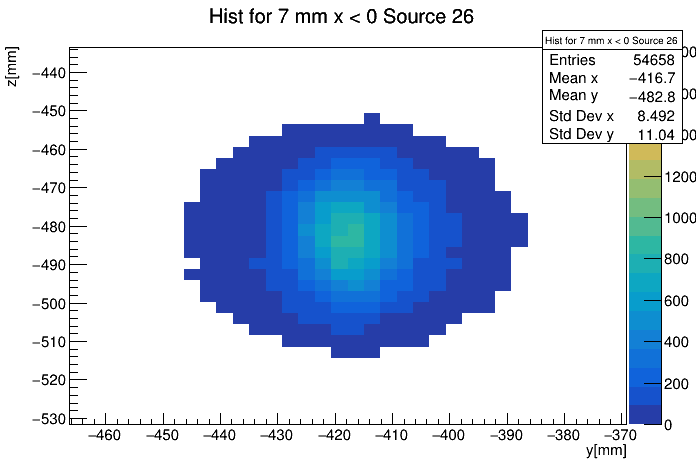 Hist for 7 mm x < 0 Source 26
z[mm]
Hist for 7 mm x < 0 Source 26
Entries 54658
Mean x −416.7
Mean y −482.8
Std Dev x 8.492
Std Dev y 11.04
−440
−450
−460
−470
−480
−490
−500
−510
−520
−530
1200
1000
800
600
400
200
0
−460 −450 −440 −430 −420 −410 −400 −390 −380 −370
y[mm]